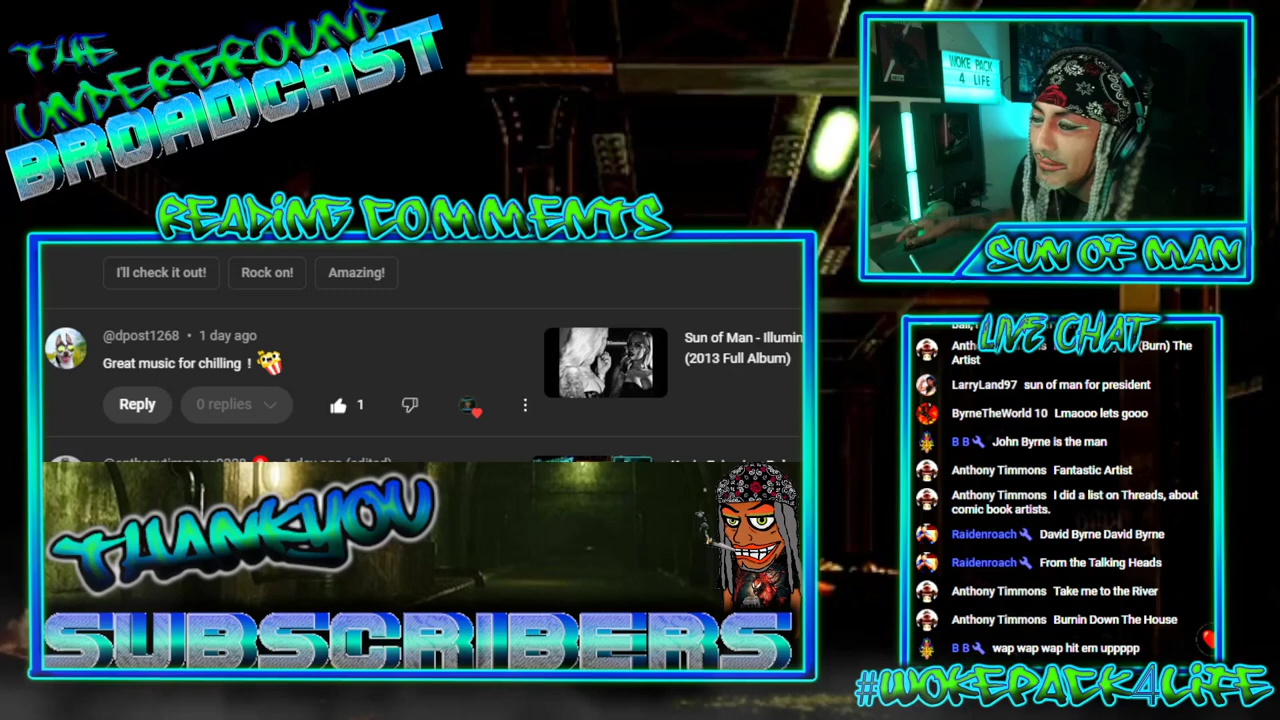 THE
UNDERGROUND
BROADCAST
WOKE PACK
4 LIFE
SUN OF MAN
READING COMMENTS
I'll check it out!
Rock on!
Amazing!
@dpost1268 • 1 day ago
Great music for chilling !
Reply
0 replies
1
Sun of Man - Illumin
(2013 Full Album)
1 day ago (edited)
THANKYOU
SUBSCRIBERS
LIVE CHAT
(Burn) The
Artist
LarryLand97 sun of man for president
ByrneTheWorld 10 Lmaooo lets gooo
B B John Byrne is the man
Anthony Timmons Fantastic Artist
Anthony Timmons I did a list on Threads, about
comic book artists.
Raidenroach David Byrne David Byrne
Raidenroach From the Talking Heads
Anthony Timmons Take me to the River
Anthony Timmons Burnin Down The House
B B wap wap wap hit em uppppp
#WOKEPACK4LIFE